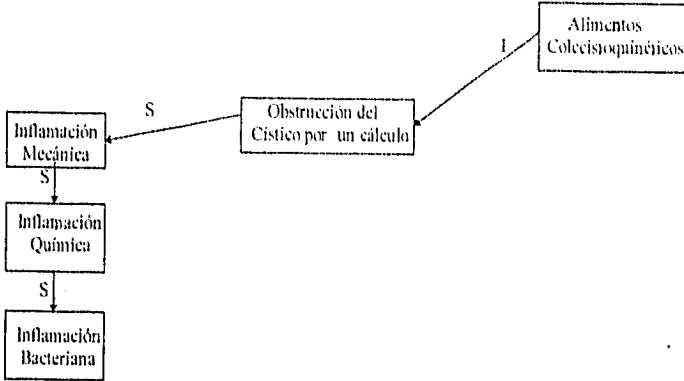 Alimentos
Colecistoquinéticos
I
Obstrucción del
Cístico por un cálculo
S
Inflamación
Mecánica
S
Inflamación
Química
S
Inflamación
Bacteriana